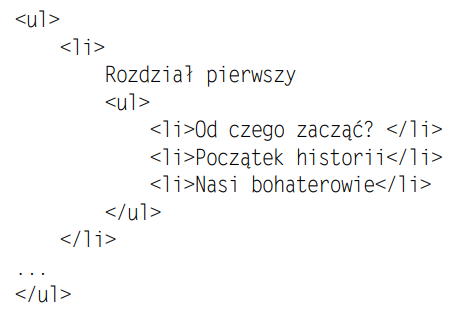 <ul>
    <li>
        Rozdział pierwszy
        <ul>
            <li>Od czego zacząć? </li>
            <li>Początek historii</li>
            <li>Nasi bohaterowie</li>
        </ul>
    </li>
...
</ul>